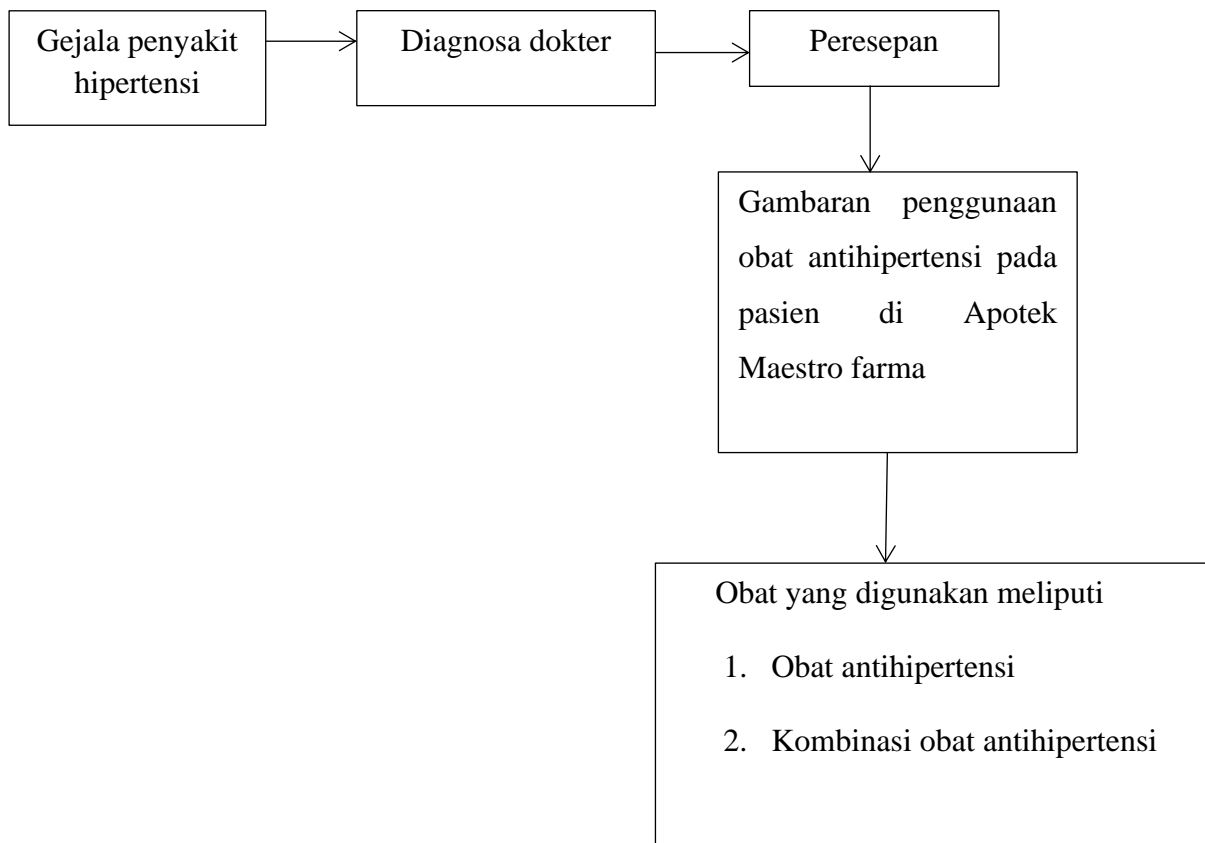 Gejala penyakit
hipertensi
Diagnosa dokter
Peresepan
Gambaran penggunaan
obat antihipertensi pada
pasien di Apotek
Maestro farma
Obat yang digunakan meliputi
1. Obat antihipertensi
2. Kombinasi obat antihipertensi